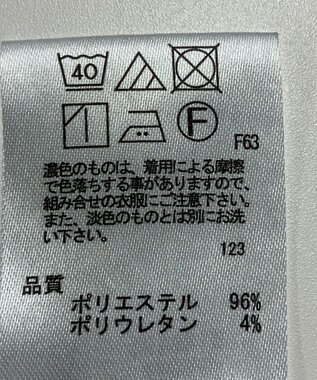 40
F
F63
濃色のものは、着用による摩擦
で色落ちする事がありますので、
組み合せの衣服にご注意下さい。
また、淡色のものとは別にお洗
い下さい。
123
品質
ポリエステル 96%
ポリウレタン 4%